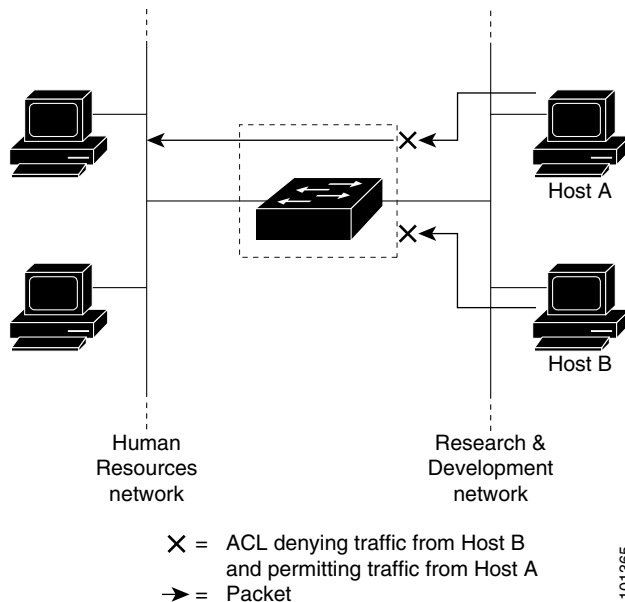 Host A
Host B
Human
Resources
network
Research &
Development
network
X = ACL denying traffic from Host B
and permitting traffic from Host A
→ = Packet
101365